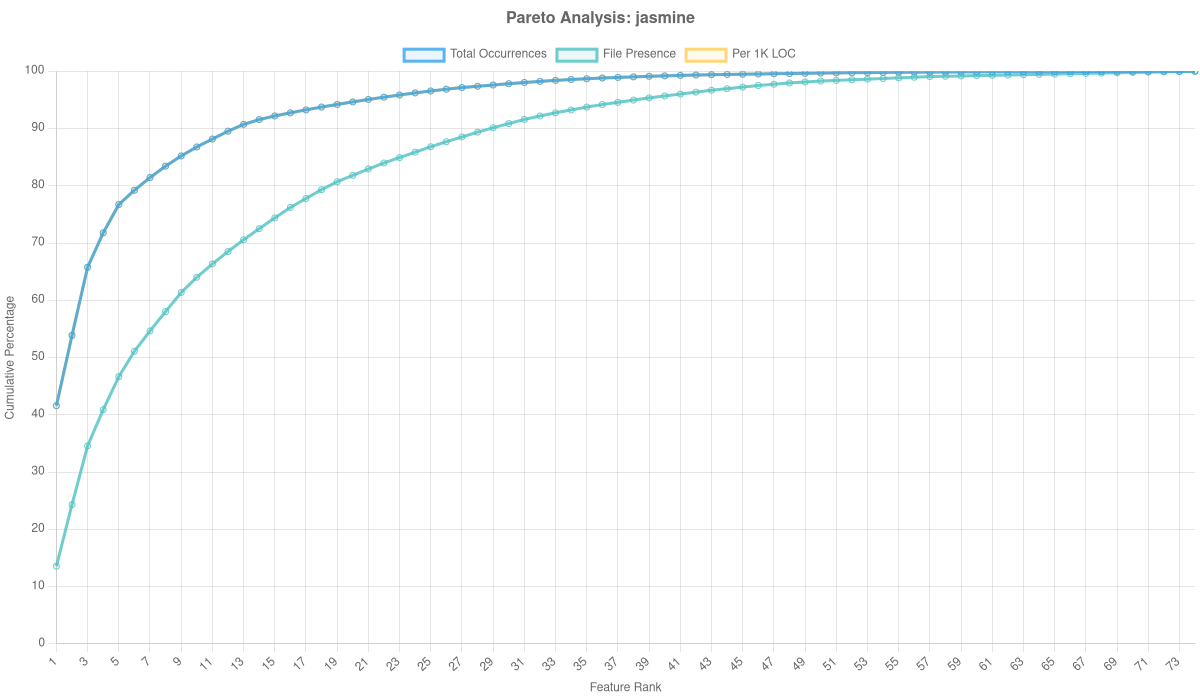 Pareto Analysis: jasmine
Total Occurrences File Presence Per 1K LOC
100
90
80
70
60
50
40
30
20
10
0
Cumulative Percentage
1 3 5 7 9 11 13 15 17 19 21 23 25 27 29 31 33 35 37 39 41 43 45 47 49 51 53 55 57 59 61 63 65 67 69 71 73
Feature Rank